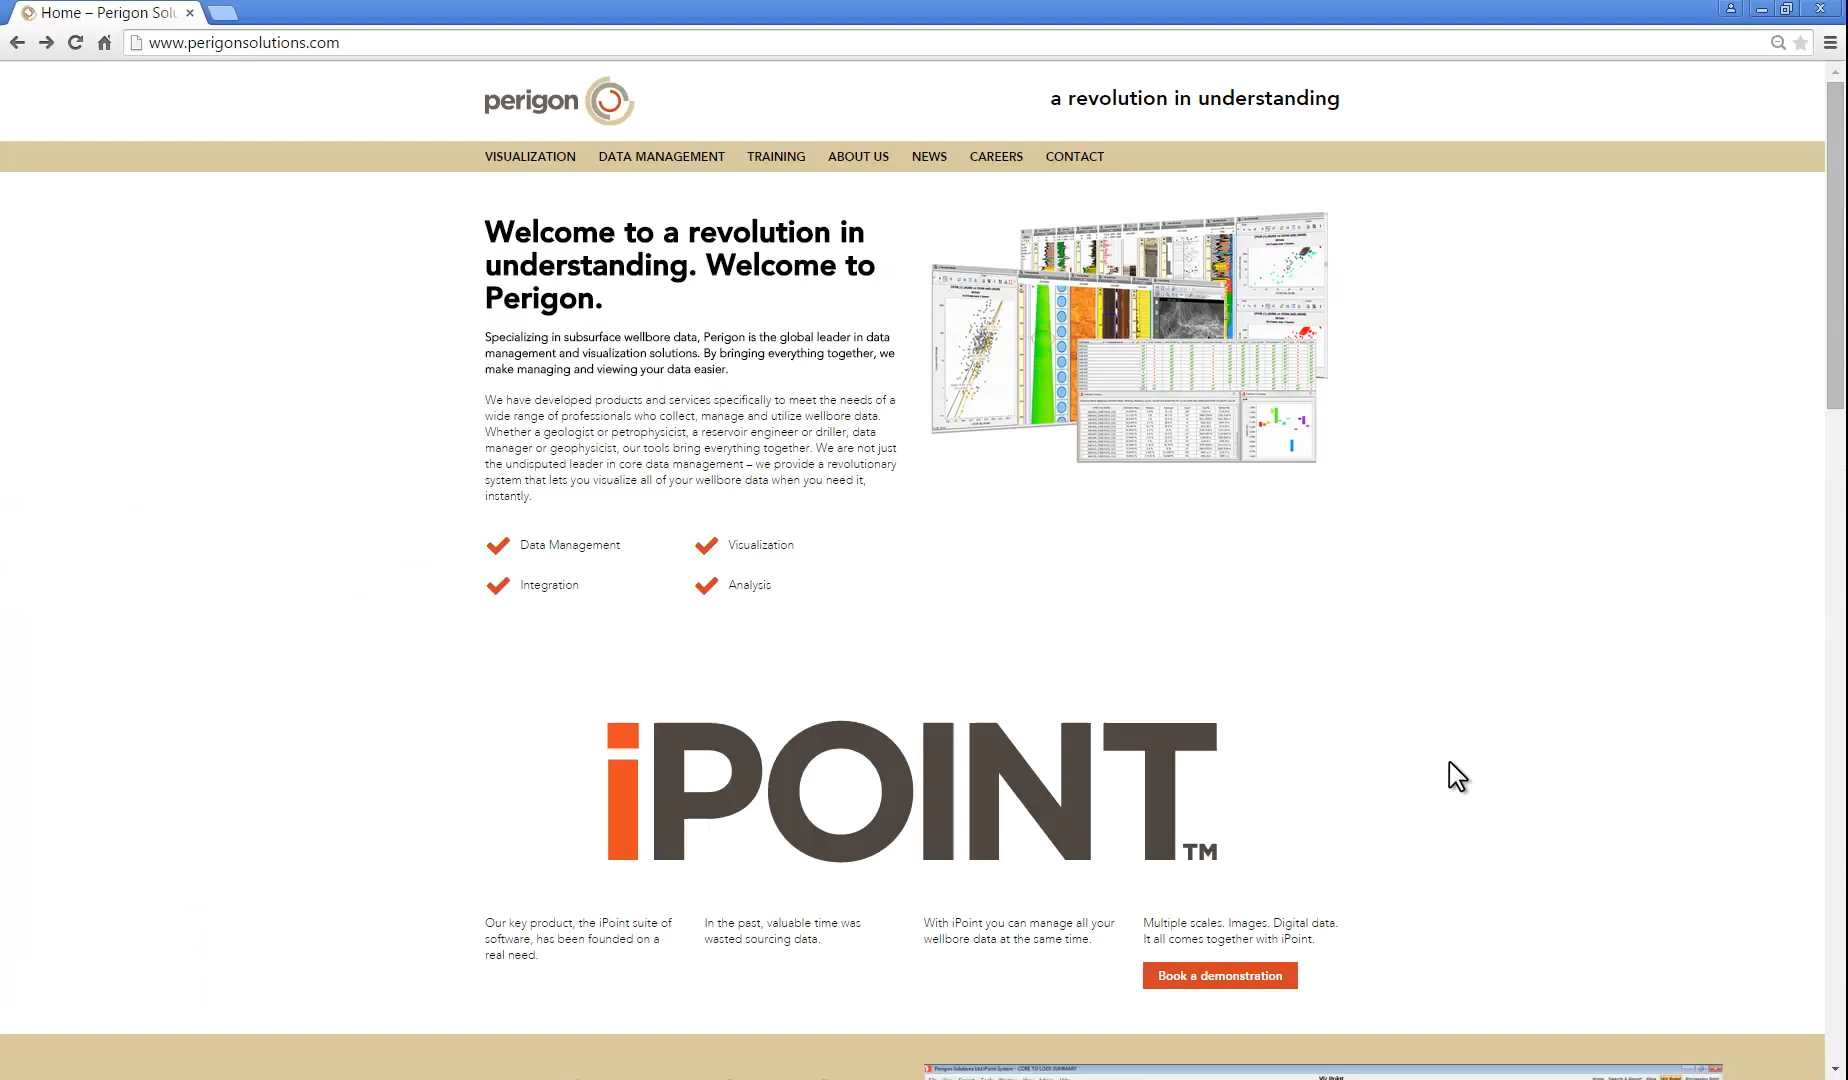 Home – Perigon Solu
www.perigonsolutions.com
perigon
a revolution in understanding
VISUALIZATION DATA MANAGEMENT TRAINING ABOUT US NEWS CAREERS CONTACT
Welcome to a revolution in
understanding. Welcome to
Perigon.
Specializing in subsurface wellbore data, Perigon is the global leader in data
management and visualization solutions. By bringing everything together, we
make managing and viewing your data easier.
We have developed products and services specifically to meet the needs of a
wide range of professionals who collect, manage and utilize wellbore data.
Whether a geologist or petrophysicist, a reservoir engineer or driller, data
manager or geophysicist, our tools bring everything together. We are not just
the undisputed leader in core data management – we provide a revolutionary
system that lets you visualize all of your wellbore data when you need it,
instantly.
Data Management
Visualization
Integration
Analysis
iPOINT™
Our key product, the iPoint suite of
software, has been founded on a
real need.
In the past, valuable time was
wasted sourcing data.
With iPoint you can manage all your
wellbore data at the same time.
Multiple scales. Images. Digital data.
It all comes together with iPoint.
Book a demonstration
Perigon Solutions Ltd iPoint System - CORE TO LOGS SUMMARY